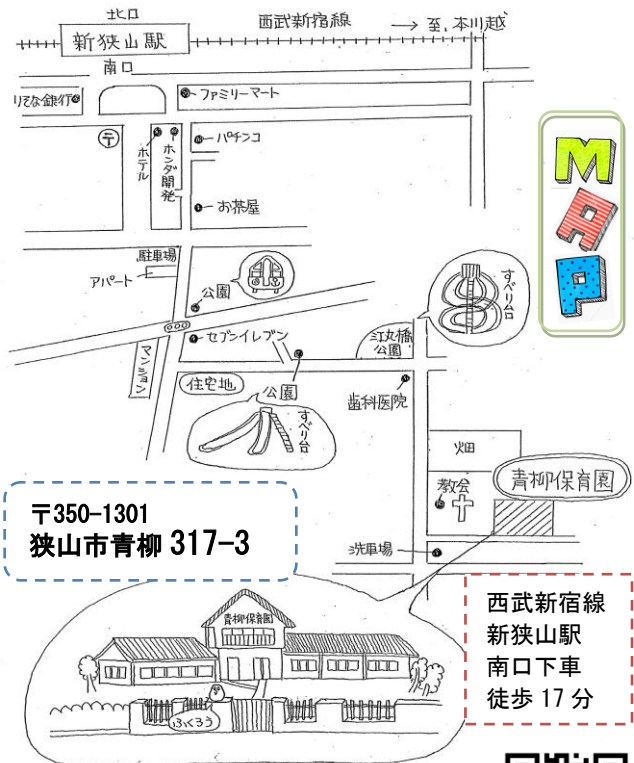 北口
新狭山駅
西武新宿線
→ 至、本川越
南口
りそな銀行
ファミリーマート
〒
ホテル
ホンダ開発
パチンコ
お茶屋
MAP
駐車場
アパート
公園
すべり台
セブンイレブン
公園
マンション
住宅地
公園
すべり台
歯科医院
畑
教会
青柳保育園
〒350-1301
狭山市青柳 317-3
洗車場
西武新宿線
新狭山駅
南口下車
徒歩 17 分
青柳保育園
ふくろう